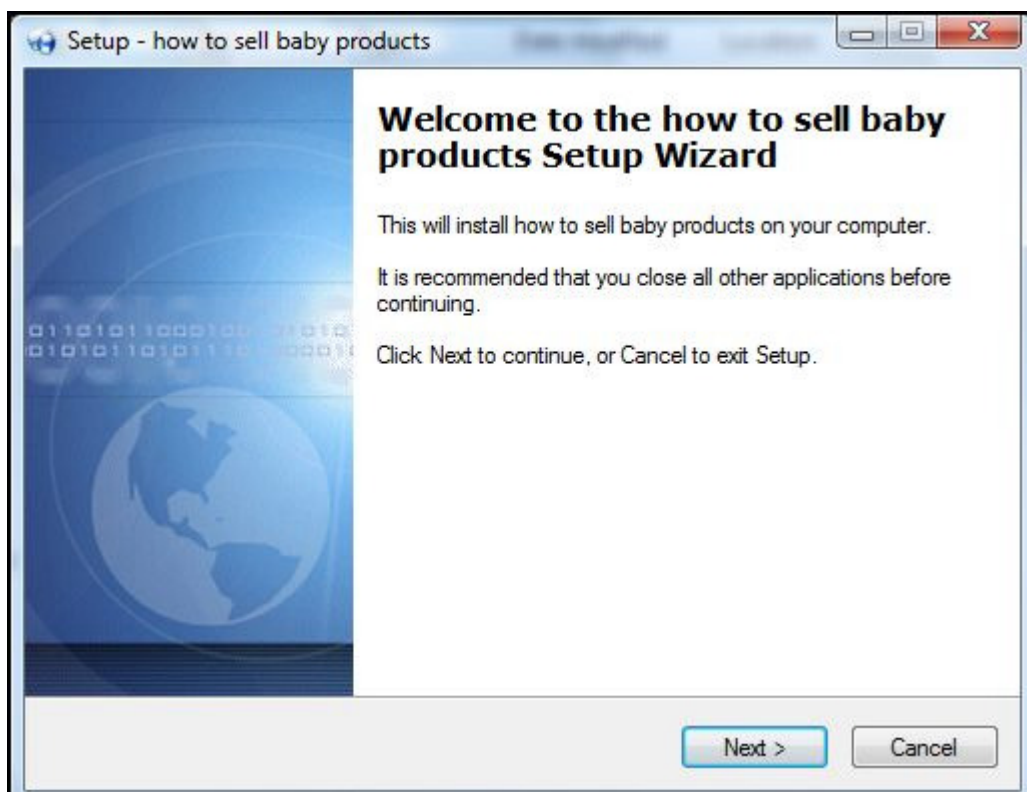 Setup - how to sell baby products
Welcome to the how to sell baby
products Setup Wizard
This will install how to sell baby products on your computer.
It is recommended that you close all other applications before
continuing.
Click Next to continue, or Cancel to exit Setup.
Next >
Cancel